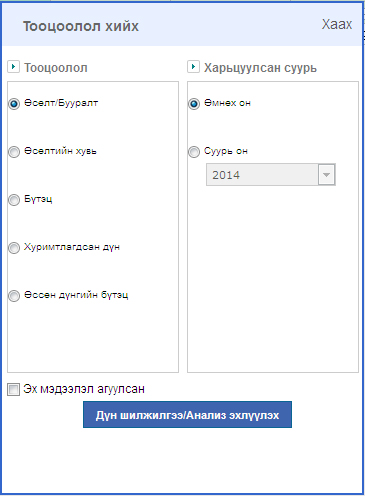 Тооцоолол хийх
Хаах
Тооцоолол
Өсөлт/Бууралт
Өсөлтийн хувь
Бүтэц
Хуримтлагдсан дүн
Өссөн дүнгийн бүтэц
Харьцуулсан суурь
Өмнөх он
Суурь он
2014
Эх мэдээлэл агуулсан
Дүн шилжилгээ/Анализ эхлүүлэх